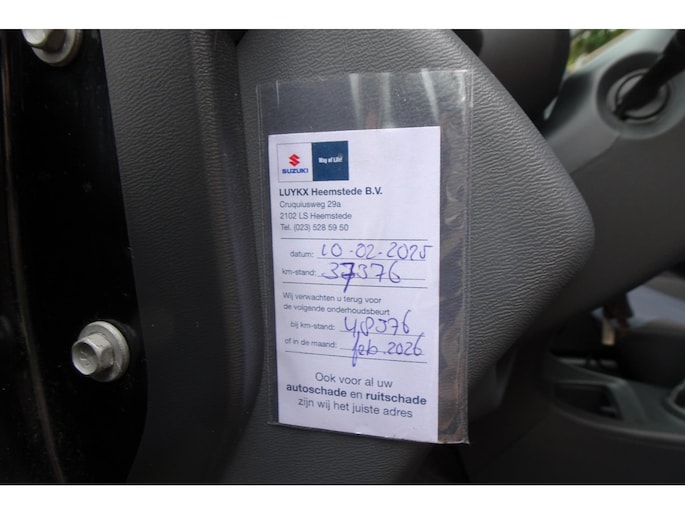 SUZUKI
Way of Life!
LUYKX Heemstede B.V.
Cruquiusweg 29a
2102 LS Heemstede
Tel. (023) 528 59 50
datum: 10-02-2025
km-stand: 37376
Wij verwachten u terug voor
de volgende onderhoudsbeurt
bij km-stand: 48376
of in de maand: feb. 2026
Ook voor al uw
autoschade en ruitschade
zijn wij het juiste adres